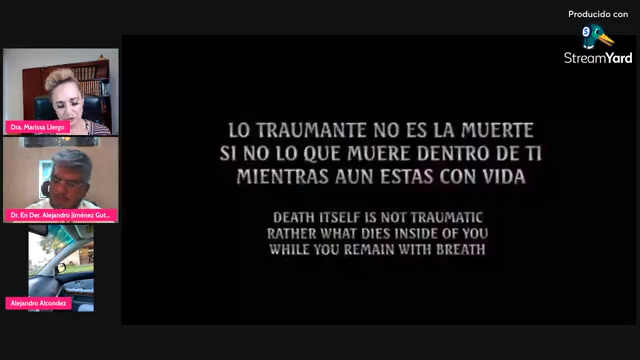 Producido con
StreamYard
Dra. Marissa Llergo
Dr. En Der. Alejandro Jiménez Gut...
Alejandro Alcondez
LO TRAUMANTE NO ES LA MUERTE
SI NO LO QUE MUERE DENTRO DE TI
MIENTRAS AUN ESTAS CON VIDA
DEATH ITSELF IS NOT TRAUMATIC
RATHER WHAT DIES INSIDE OF YOU
WHILE YOU REMAIN WITH BREATH